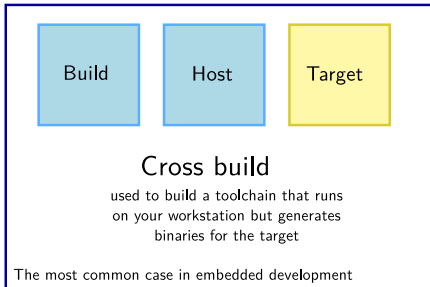 Build Host Target
Cross build
used to build a toolchain that runs
on your workstation but generates
binaries for the target
The most common case in embedded development